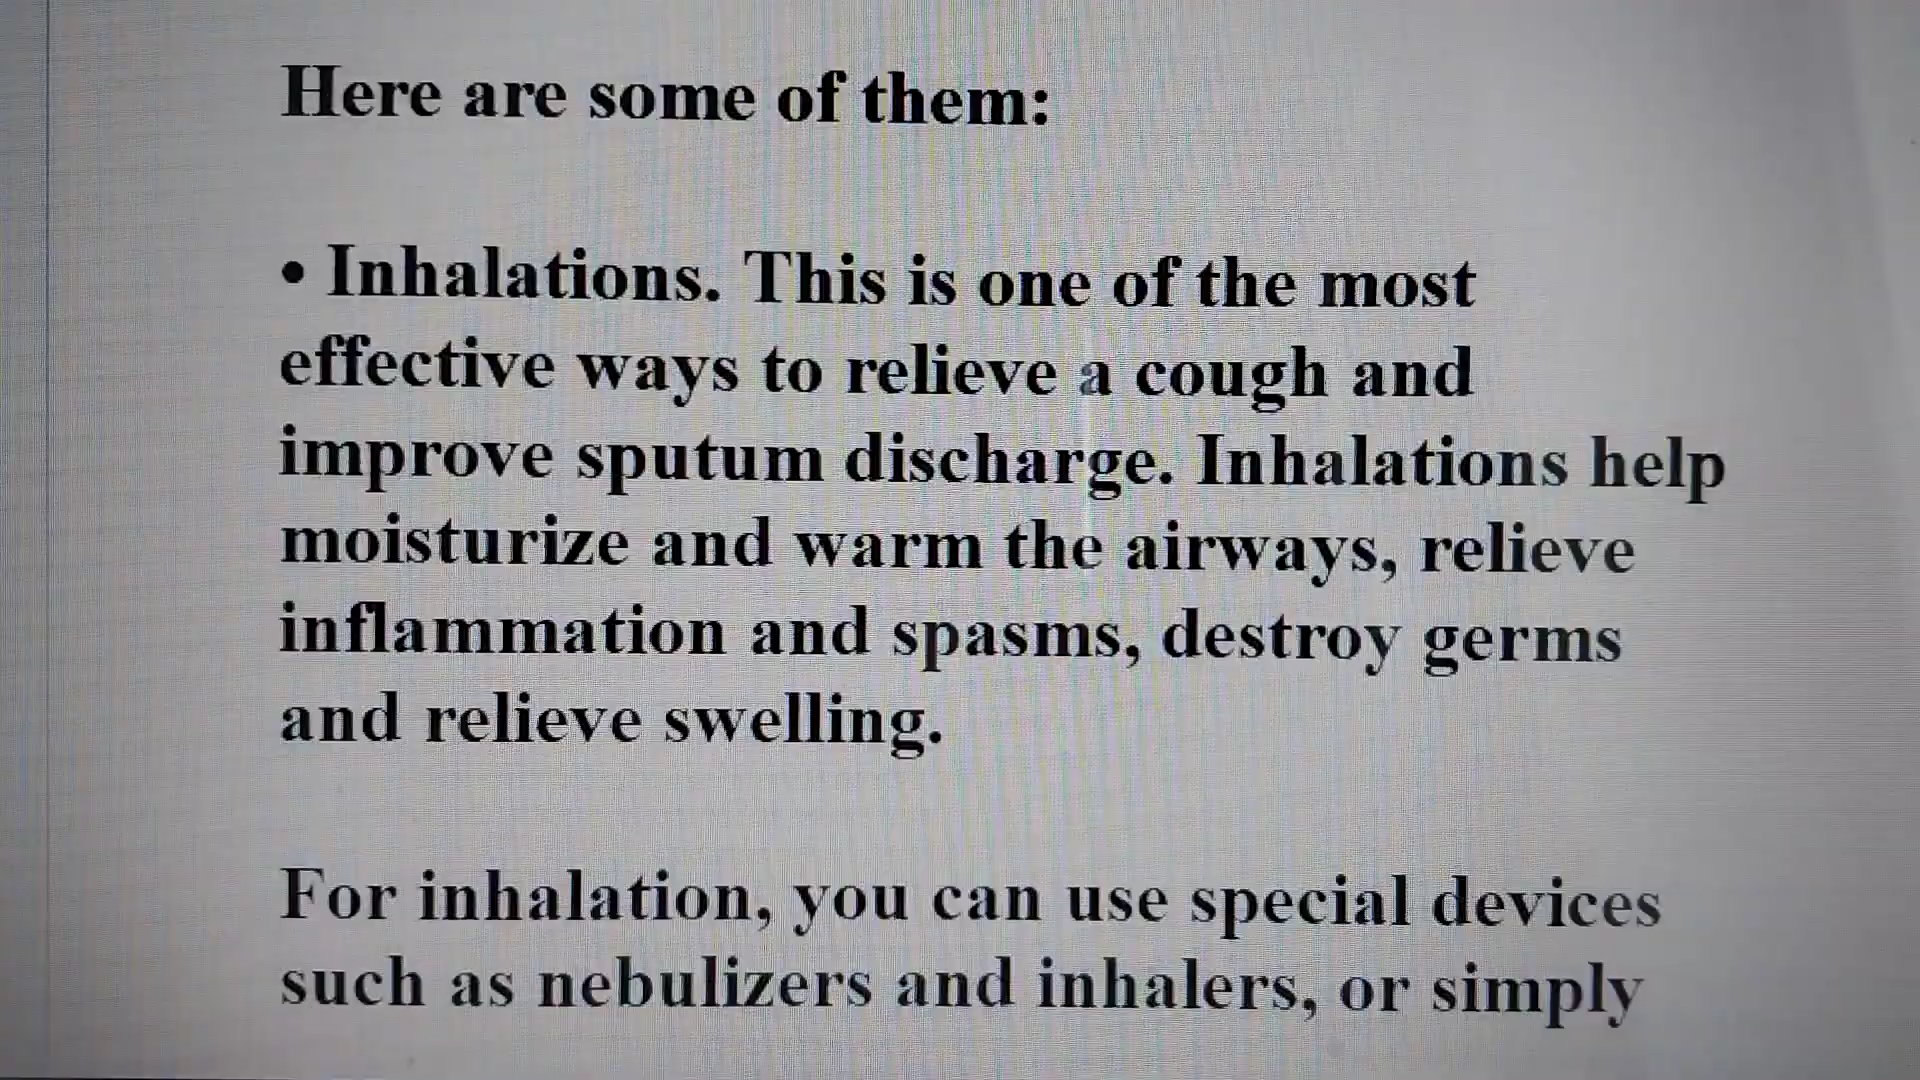 Here are some of them:
• Inhalations. This is one of the most
effective ways to relieve a cough and
improve sputum discharge. Inhalations help
moisturize and warm the airways, relieve
inflammation and spasms, destroy germs
and relieve swelling.
For inhalation, you can use special devices
such as nebulizers and inhalers, or simply